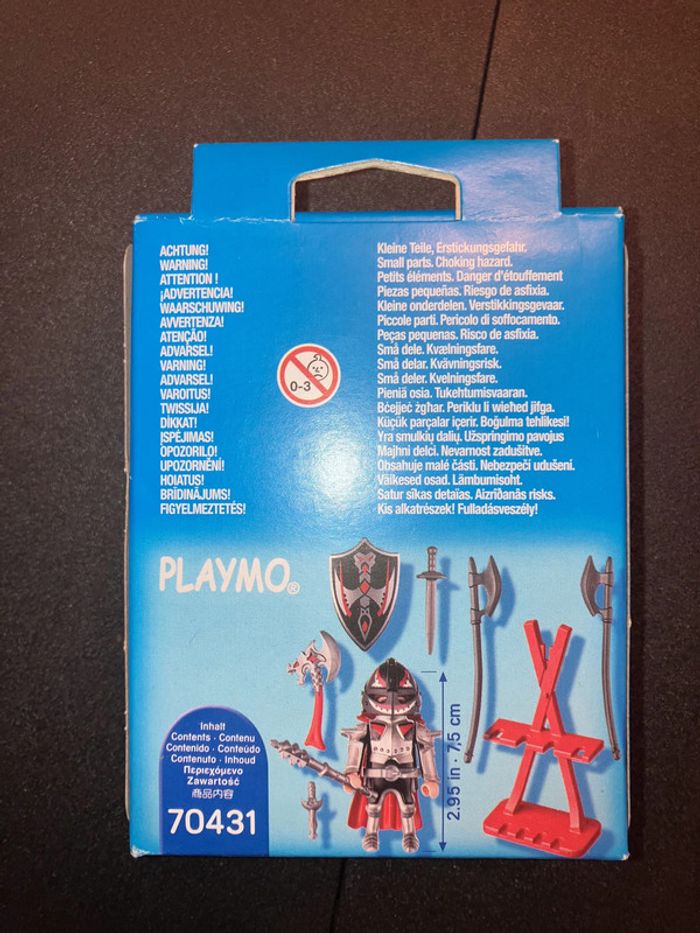 ACHTUNG! Kleine Teile, Erstickungsgefahr.
WARNING! Small parts. Choking hazard.
ATTENTION ! Petits éléments. Danger d'étouffement
¡ADVERTENCIA! Piezas pequeñas. Riesgo de asfixia.
WAARSCHUWING! Kleine onderdelen. Verstikkingsgevaar.
AVVERTENZA! Piccole parti. Pericolo di soffocamento.
ATENÇÃO! Peças pequenas. Risco de asfixia.
ADVARSEL! Små dele. Kvælningsfare.
VARNING! Små delar. Kvävningsrisk.
ADVARSEL! Små deler. Kvelningsfare.
VAROITUS! Pieniä osia. Tukehtumisvaaran.
TWISSIJA! Bċejjeċ żgħar. Periklu li wieħed jifga.
DİKKAT! Küçük parçalar içerir. Boğulma tehlikesi!
ĮSPĖJIMAS! Yra smulkių dalių. Užspringimo pavojus
OPOZORILO! Majhni delci. Nevarnost zadušitve.
UPOZORNĚNÍ! Obsahuje malé části. Nebezpečí udušení.
HOIATUS! Väikesed osad. Lämbumisoht.
BRĪDINĀJUMS! Satur sīkas detaļas. Aizrīšanās risks.
FIGYELMEZTETÉS! Kis alkatrészek! Fulladásveszély!
0-3
PLAYMO®
2.95 in - 7,5 cm
Inhalt
Contents · Contenu
Contenido · Conteúdo
Contenuto · Inhoud
Περιεχόμενο
Zawartość
商品内容
70431